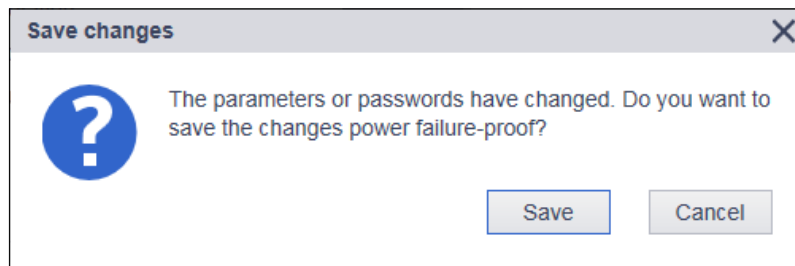 Save changes
The parameters or passwords have changed. Do you want to
save the changes power failure-proof?
Save
Cancel